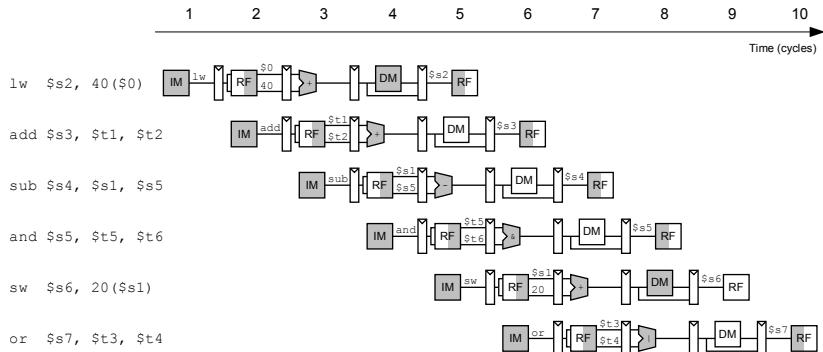 1 2 3 4 5 6 7 8 9 10
Time (cycles)
lw $s2, 40($0) IM lw RF $0 40 + DM $s2 RF
add $s3, $t1, $t2 IM add RF $t1 $t2 + DM $s3 RF
sub $s4, $s1, $s5 IM sub RF $s1 $s5 - DM $s4 RF
and $s5, $t5, $t6 IM and RF $t5 $t6 & DM $s5 RF
sw $s6, 20($s1) IM sw RF $s1 20 + DM $s6 RF
or $s7, $t3, $t4 IM or RF $t3 $t4 | DM $s7 RF